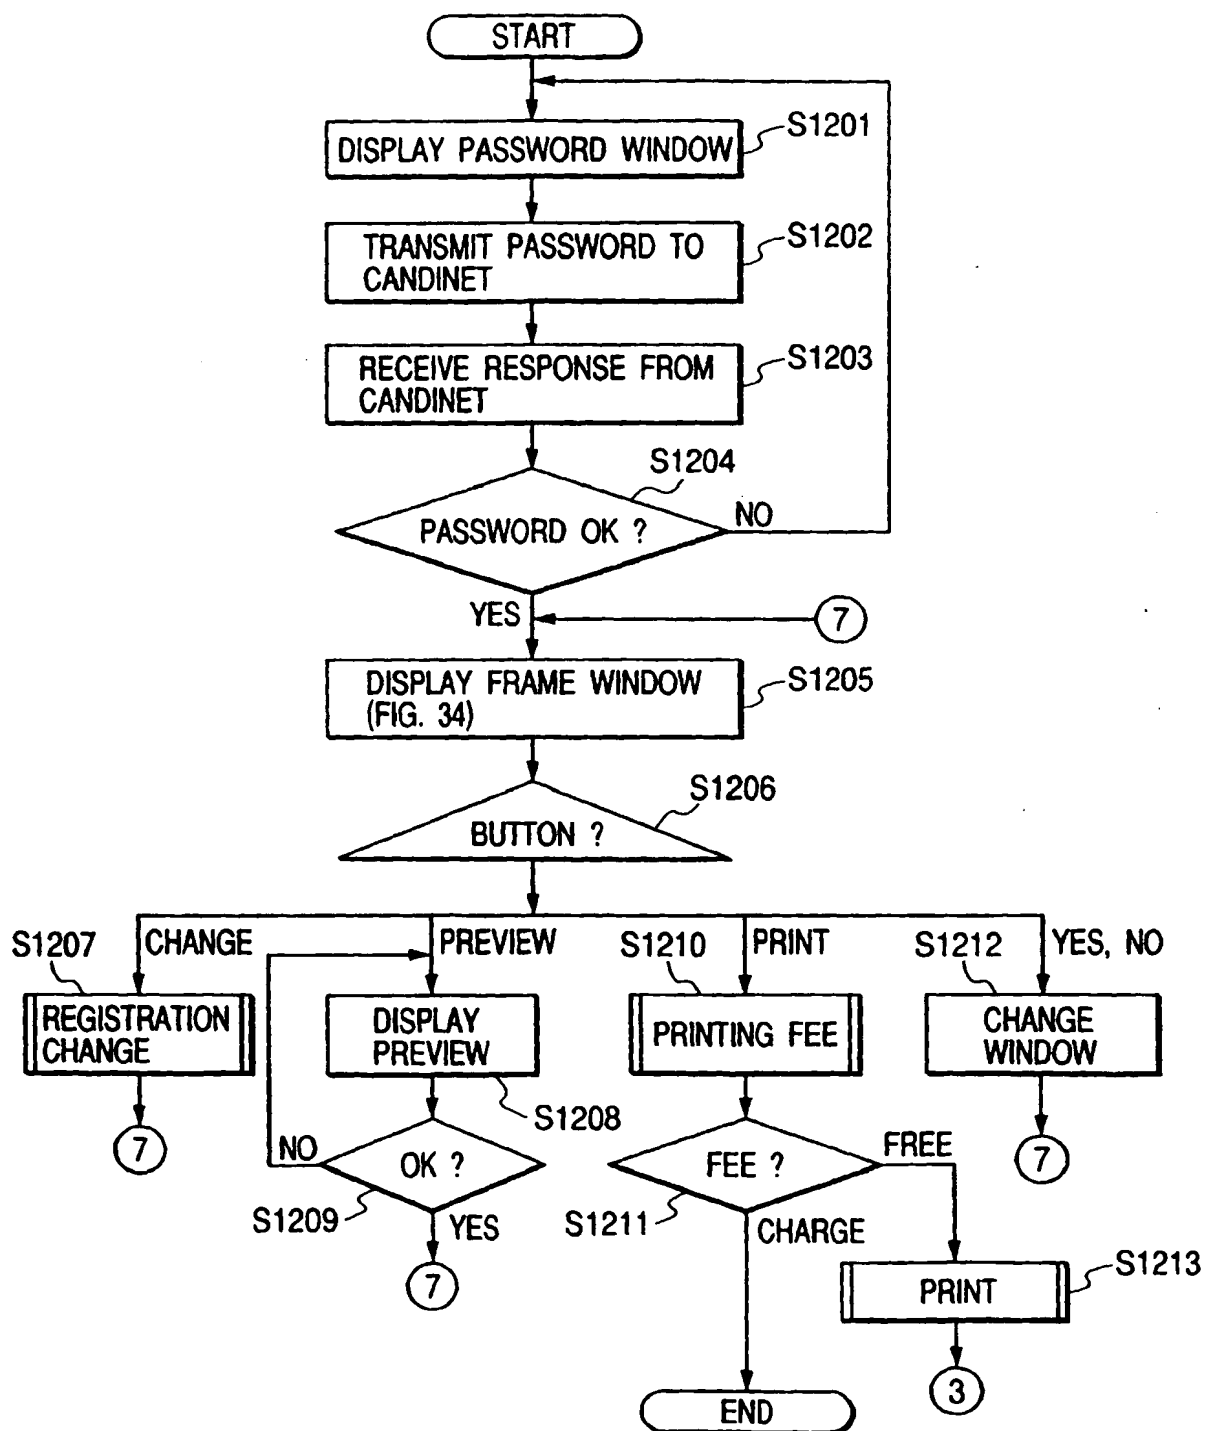 START
S1201
DISPLAY PASSWORD WINDOW
S1202
TRANSMIT PASSWORD TO
CANDINET
S1203
RECEIVE RESPONSE FROM
CANDINET
S1204
PASSWORD OK ?
NO
YES
7
S1205
DISPLAY FRAME WINDOW
(FIG. 34)
S1206
BUTTON ?
S1207
CHANGE
PREVIEW
S1210
PRINT
S1212
YES, NO
REGISTRATION
CHANGE
DISPLAY
PREVIEW
PRINTING FEE
CHANGE
WINDOW
S1208
7
NO
OK ?
FEE ?
FREE
7
S1209
YES
S1211
CHARGE
7
S1213
PRINT
3
END